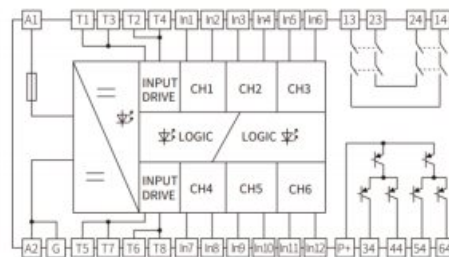 A1 T1 T3 T2 T4 In1 In2 In3 In4 In5 In6 13 23 24 14
INPUT DRIVE CH1 CH2 CH3
LOGIC LOGIC
INPUT DRIVE CH4 CH5 CH6
A2 G T5 T7 T6 T8 In7 In8 In9 In10 In11 In12 P+ 34 44 54 64